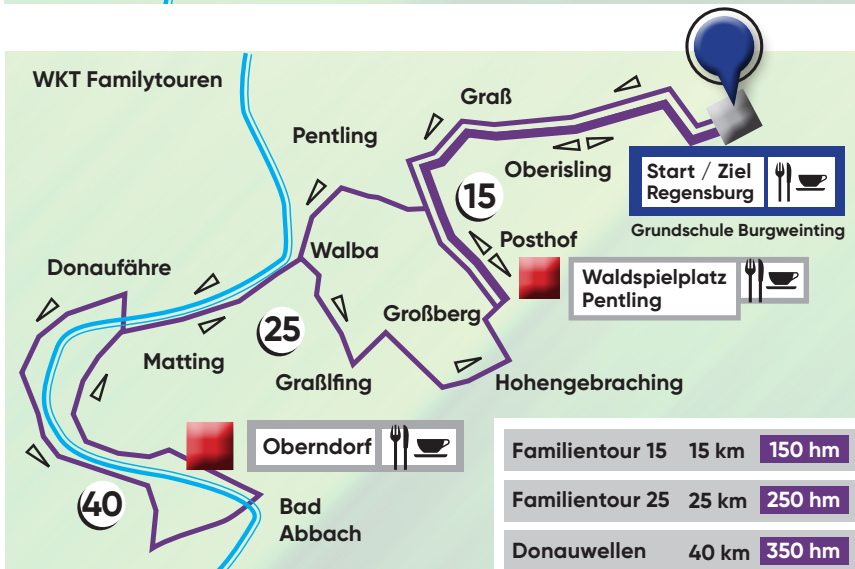 WKT Familytouren
Graß
Pentling
Oberisling
Start / Ziel
Regensburg
Grundschule Burgweinting
15
Posthof
Walba
Waldspielplatz
Pentling
Donaufähre
Großberg
25
Matting
Graßlfing
Hohengebraching
Oberndorf
40
Bad
Abbach
Familientour 15 15 km 150 hm
Familientour 25 25 km 250 hm
Donauwellen 40 km 350 hm